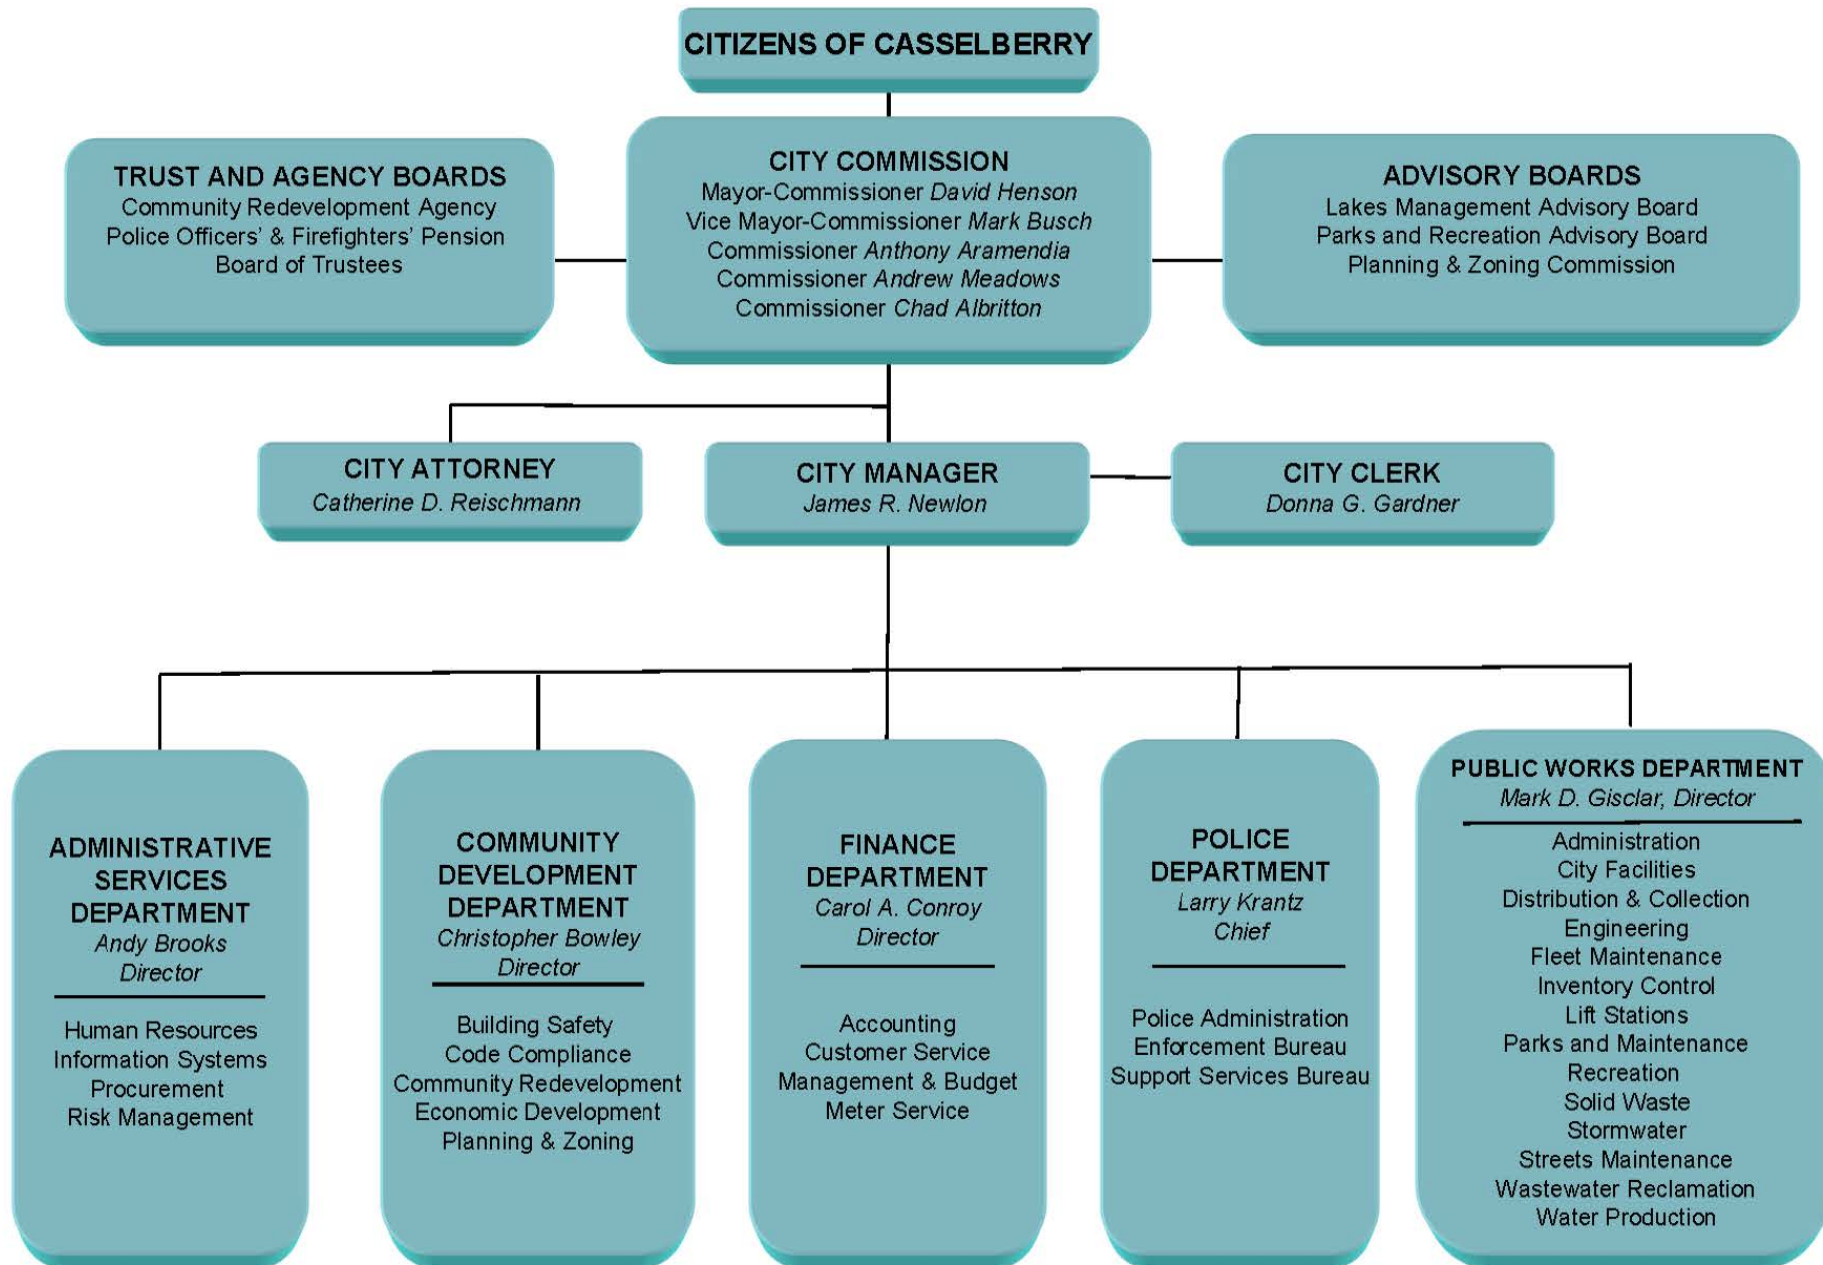 CITIZENS OF CASSELBERRY
TRUST AND AGENCY BOARDS
Community Redevelopment Agency
Police Officers' & Firefighters' Pension
Board of Trustees
CITY COMMISSION
Mayor-Commissioner David Henson
Vice Mayor-Commissioner Mark Busch
Commissioner Anthony Aramendia
Commissioner Andrew Meadows
Commissioner Chad Albritton
ADVISORY BOARDS
Lakes Management Advisory Board
Parks and Recreation Advisory Board
Planning & Zoning Commission
CITY ATTORNEY
Catherine D. Reischmann
CITY MANAGER
James R. Newlon
CITY CLERK
Donna G. Gardner
ADMINISTRATIVE
SERVICES
DEPARTMENT
Andy Brooks
Director
Human Resources
Information Systems
Procurement
Risk Management
COMMUNITY
DEVELOPMENT
DEPARTMENT
Christopher Bowley
Director
Building Safety
Code Compliance
Community Redevelopment
Economic Development
Planning & Zoning
FINANCE
DEPARTMENT
Carol A. Conroy
Director
Accounting
Customer Service
Management & Budget
Meter Service
POLICE
DEPARTMENT
Larry Krantz
Chief
Police Administration
Enforcement Bureau
Support Services Bureau
PUBLIC WORKS DEPARTMENT
Mark D. Gisclar, Director
Administration
City Facilities
Distribution & Collection
Engineering
Fleet Maintenance
Inventory Control
Lift Stations
Parks and Maintenance
Recreation
Solid Waste
Stormwater
Streets Maintenance
Wastewater Reclamation
Water Production